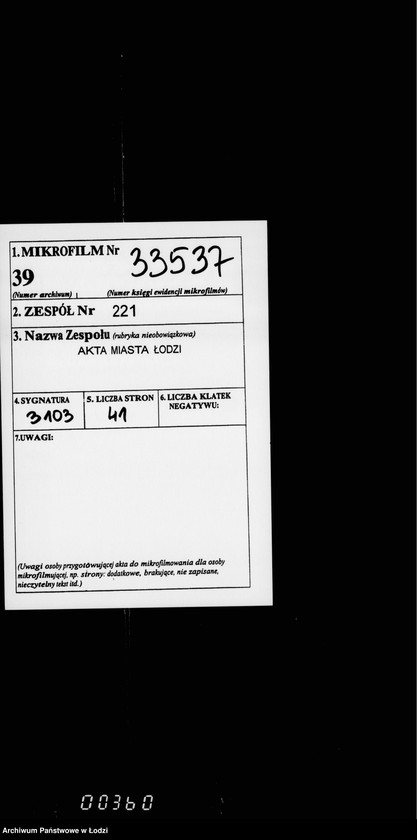 1. MIKROFILM Nr 33537
39
(Numer archiwum) (Numer księgi ewidencji mikrofilmów)
2. ZESPÓŁ Nr 221
3. Nazwa Zespołu (rubryka nieobowiązkowa)
AKTA MIASTA ŁODZI
4. SYGNATURA 5. LICZBA STRON 6. LICZBA KLATEK NEGATYWU:
3103 41
7. UWAGI:
(Uwagi osoby przygotowującej akta do mikrofilmowania dla osoby
mikrofilmującej, np. strony: dodatkowe, brakujące, nie zapisane,
nieczytelny tekst itd.)
00360
Archiwum Państwowe w Łodzi